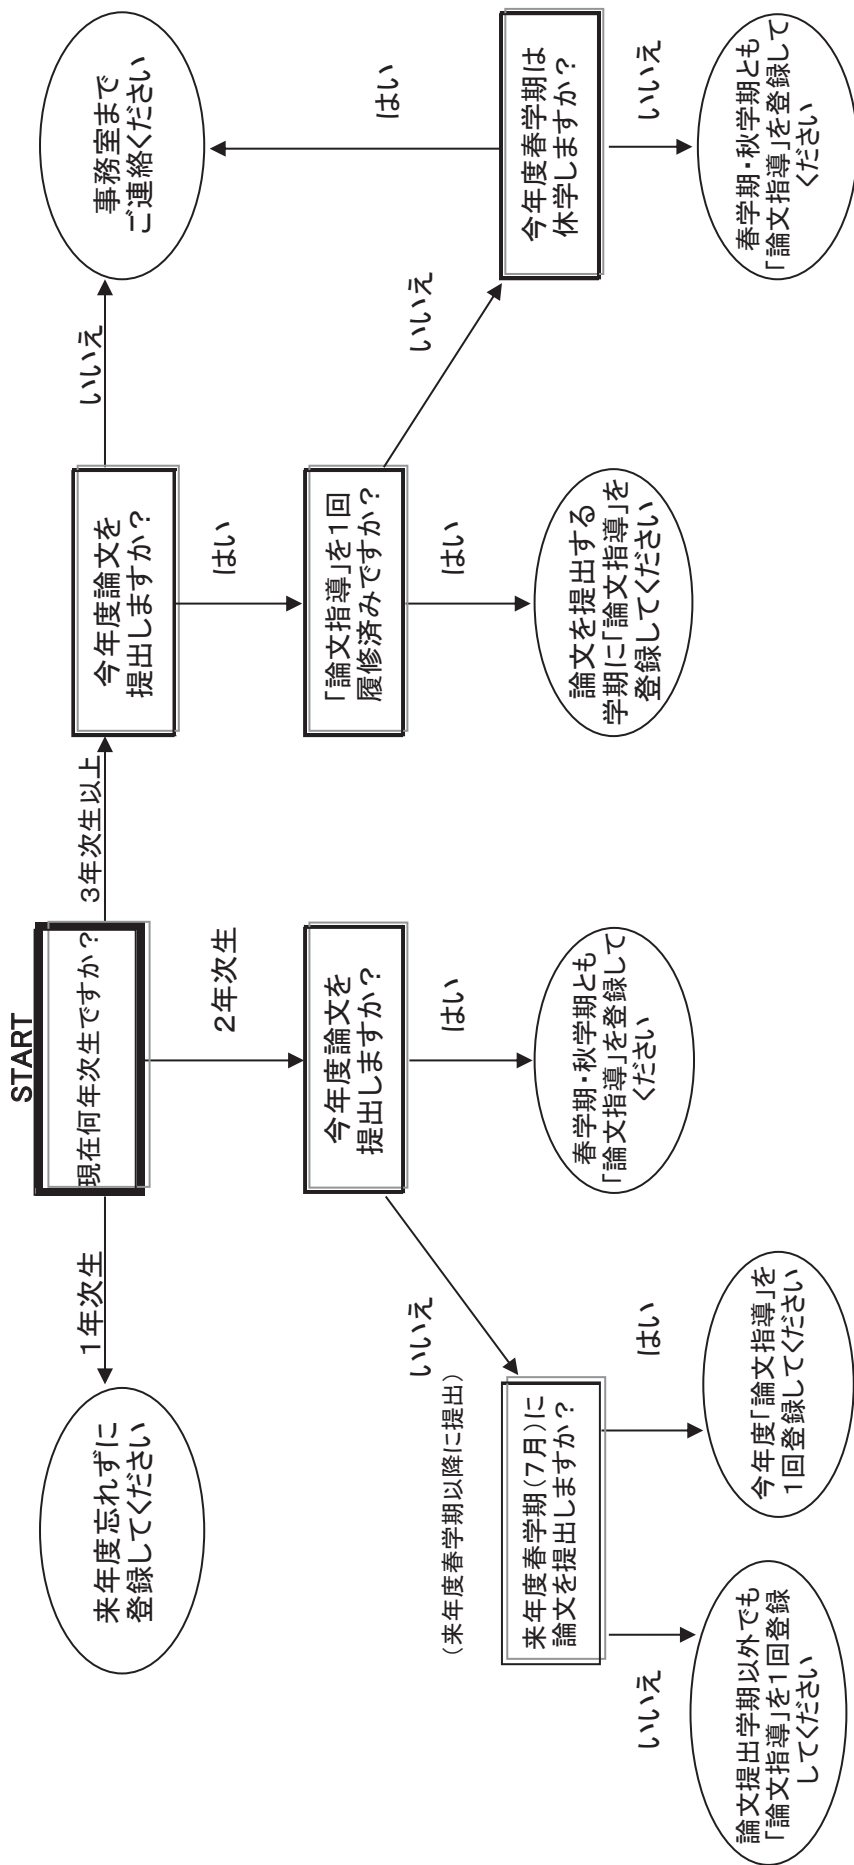 START
現在何年次生ですか？
1年次生
来年度忘れずに
登録してください
2年次生
今年度論文を
提出しますか？
はい
春学期・秋学期とも
「論文指導」を登録して
ください
いいえ
（来年度春学期以降に提出）
来年度春学期（7月）に
論文を提出しますか？
はい
今年度「論文指導」を
1回登録してください
いいえ
論文提出学期以外でも
「論文指導」を1回登録
してください
3年次生以上
今年度論文を
提出しますか？
いいえ
事務室まで
ご連絡ください
はい
「論文指導」を1回
履修済みですか？
はい
論文を提出する
学期に「論文指導」を
登録してください
いいえ
今年度春学期は
休学しますか？
はい
いいえ
春学期・秋学期とも
「論文指導」を登録して
ください